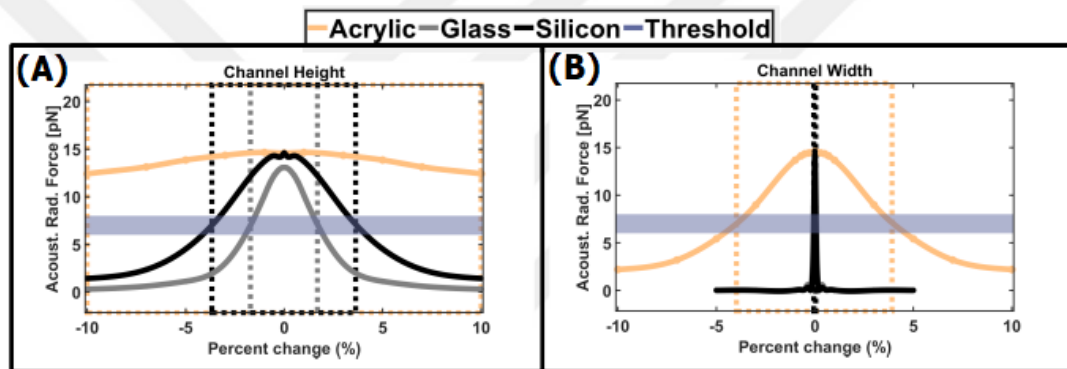 Acrylic Glass Silicon Threshold
(A)
Channel Height
Acoust. Rad. Force [pN]
20
15
10
5
0
-10 -5 0 5 10
Percent change (%)
(B)
Channel Width
Acoust. Rad. Force [pN]
20
15
10
5
0
-10 -5 0 5 10
Percent change (%)